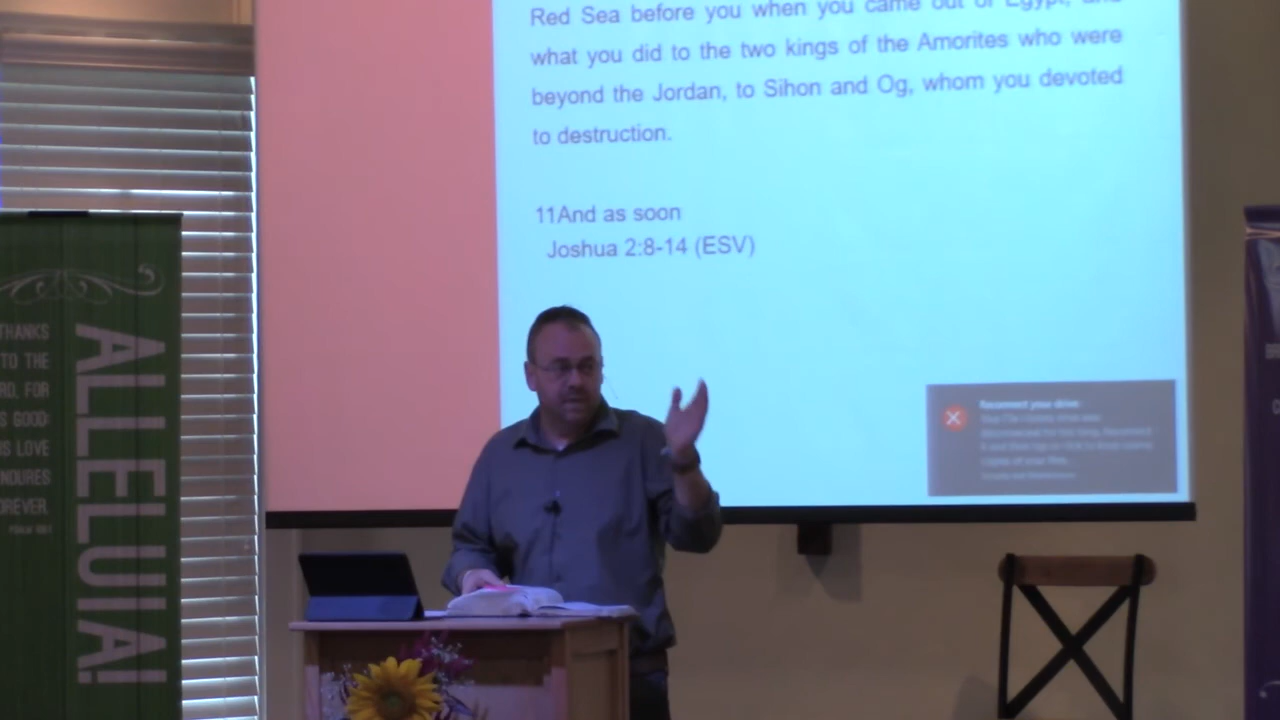 Red Sea before you when you came out of Egypt, and
what you did to the two kings of the Amorites who were
beyond the Jordan, to Sihon and Og, whom you devoted
to destruction.
11And as soon
Joshua 2:8-14 (ESV)
Reconnect your drive
THANKS
TO THE
RD, FOR
S GOOD:
S LOVE
NDURES
OREVER.
ALLELUIA!